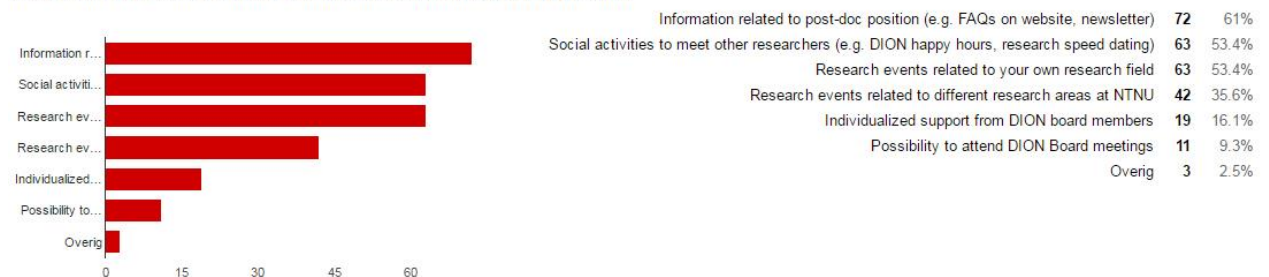 Information related to post-doc position (e.g. FAQs on website, newsletter) 72 61%
Social activities to meet other researchers (e.g. DION happy hours, research speed dating) 63 53.4%
Research events related to your own research field 63 53.4%
Research events related to different research areas at NTNU 42 35.6%
Individualized support from DION board members 19 16.1%
Possibility to attend DION Board meetings 11 9.3%
Overig 3 2.5%
Information r...
Social activiti...
Research ev...
Research ev...
Individualized...
Possibility to...
Overig
0 15 30 45 60